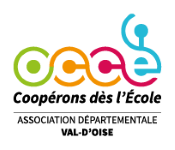 occe
Coopérons dès l'École
ASSOCIATION DÉPARTEMENTALE
VAL-D'OISE